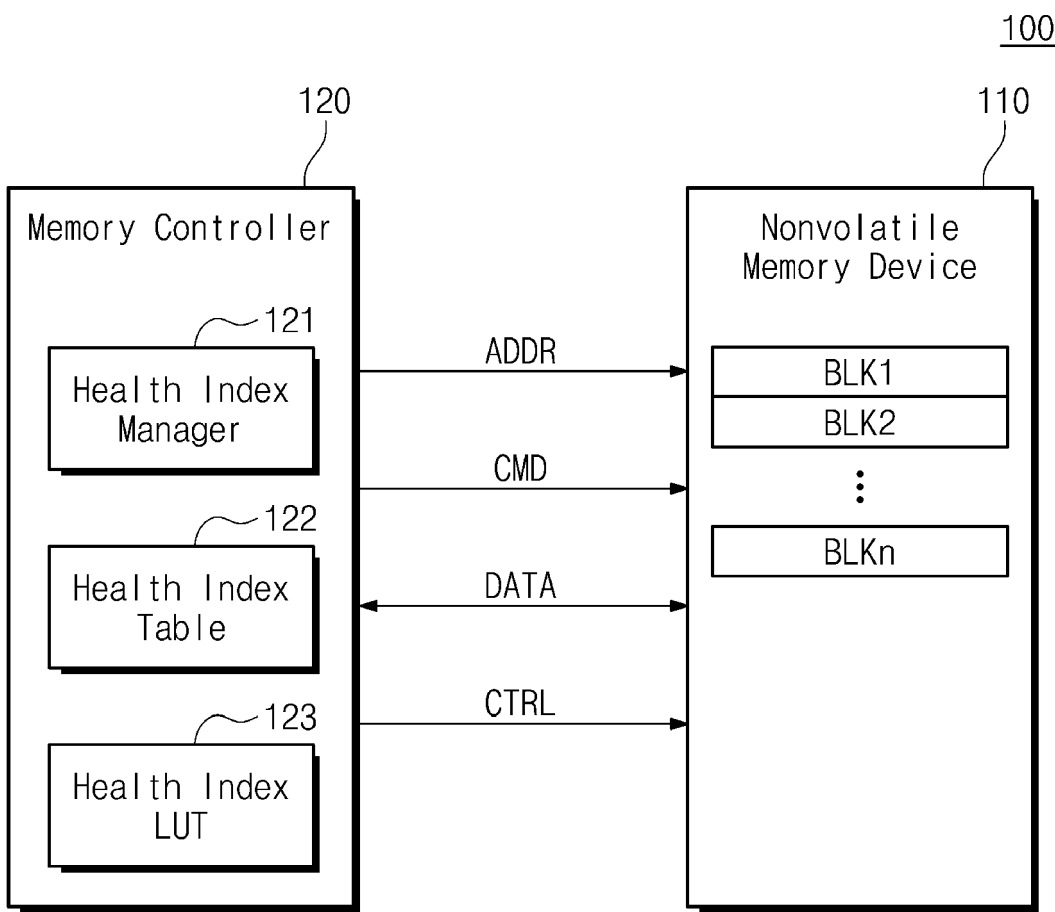 100
120
110
Memory Controller
Nonvolatile
Memory Device
121
Health Index
Manager
122
Health Index
Table
123
Health Index
LUT
ADDR
CMD
DATA
CTRL
BLK1
BLK2
⋮
BLKn